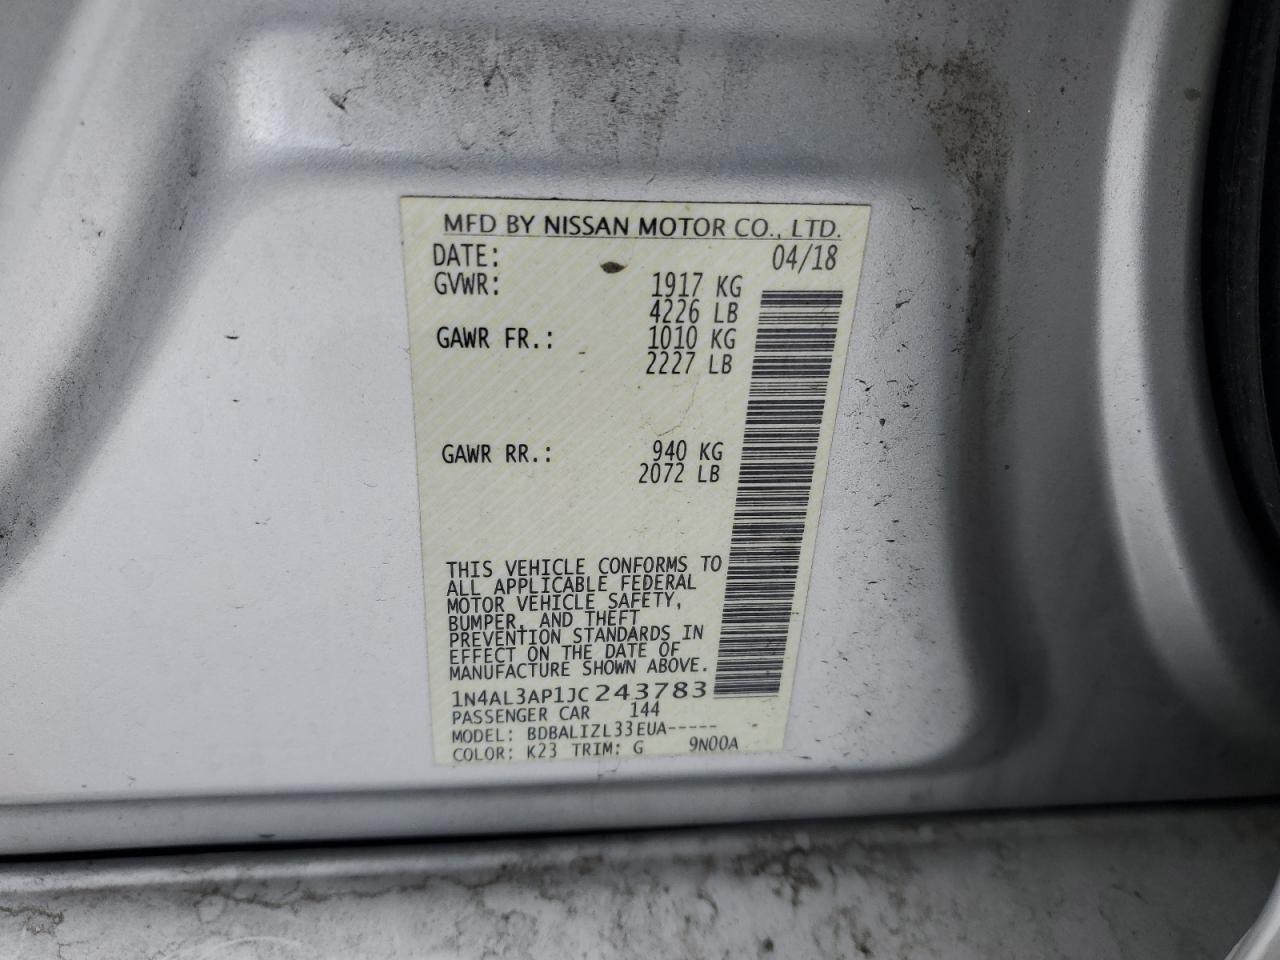 MFD BY NISSAN MOTOR CO., LTD.
DATE: 04/18
GVWR: 1917 KG
4226 LB
GAWR FR.: 1010 KG
2227 LB
GAWR RR.: 940 KG
2072 LB
THIS VEHICLE CONFORMS TO
ALL APPLICABLE FEDERAL
MOTOR VEHICLE SAFETY,
BUMPER, AND THEFT
PREVENTION STANDARDS IN
EFFECT ON THE DATE OF
MANUFACTURE SHOWN ABOVE.
1N4AL3AP1JC243783
PASSENGER CAR 144
MODEL: BDBALIZL33EUA-----
COLOR: K23 TRIM: G 9N00A